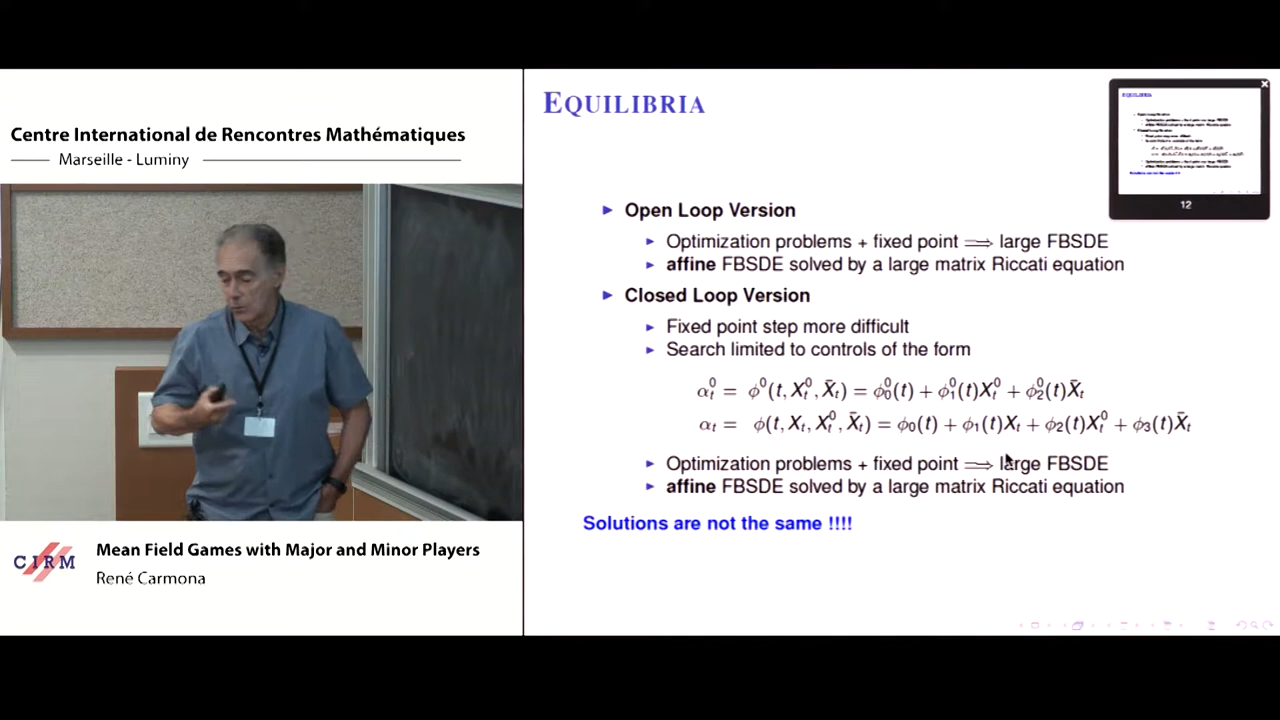 Centre International de Rencontres Mathématiques
Marseille - Luminy
CIRM
Mean Field Games with Major and Minor Players
René Carmona
EQUILIBRIA
▶ Open Loop Version
▶ Optimization problems + fixed point ⟹ large FBSDE
▶ affine FBSDE solved by a large matrix Riccati equation
▶ Closed Loop Version
▶ Fixed point step more difficult
▶ Search limited to controls of the form
α⁰ₜ = φ⁰(t, X⁰ₜ, X̄ₜ) = φ⁰₀(t) + φ⁰₁(t)X⁰ₜ + φ⁰₂(t)X̄ₜ
αₜ = φ(t, Xₜ, X⁰ₜ, X̄ₜ) = φ₀(t) + φ₁(t)Xₜ + φ₂(t)X⁰ₜ + φ₃(t)X̄ₜ
▶ Optimization problems + fixed point ⟹ large FBSDE
▶ affine FBSDE solved by a large matrix Riccati equation
Solutions are not the same !!!!
EQUILIBRIA
12